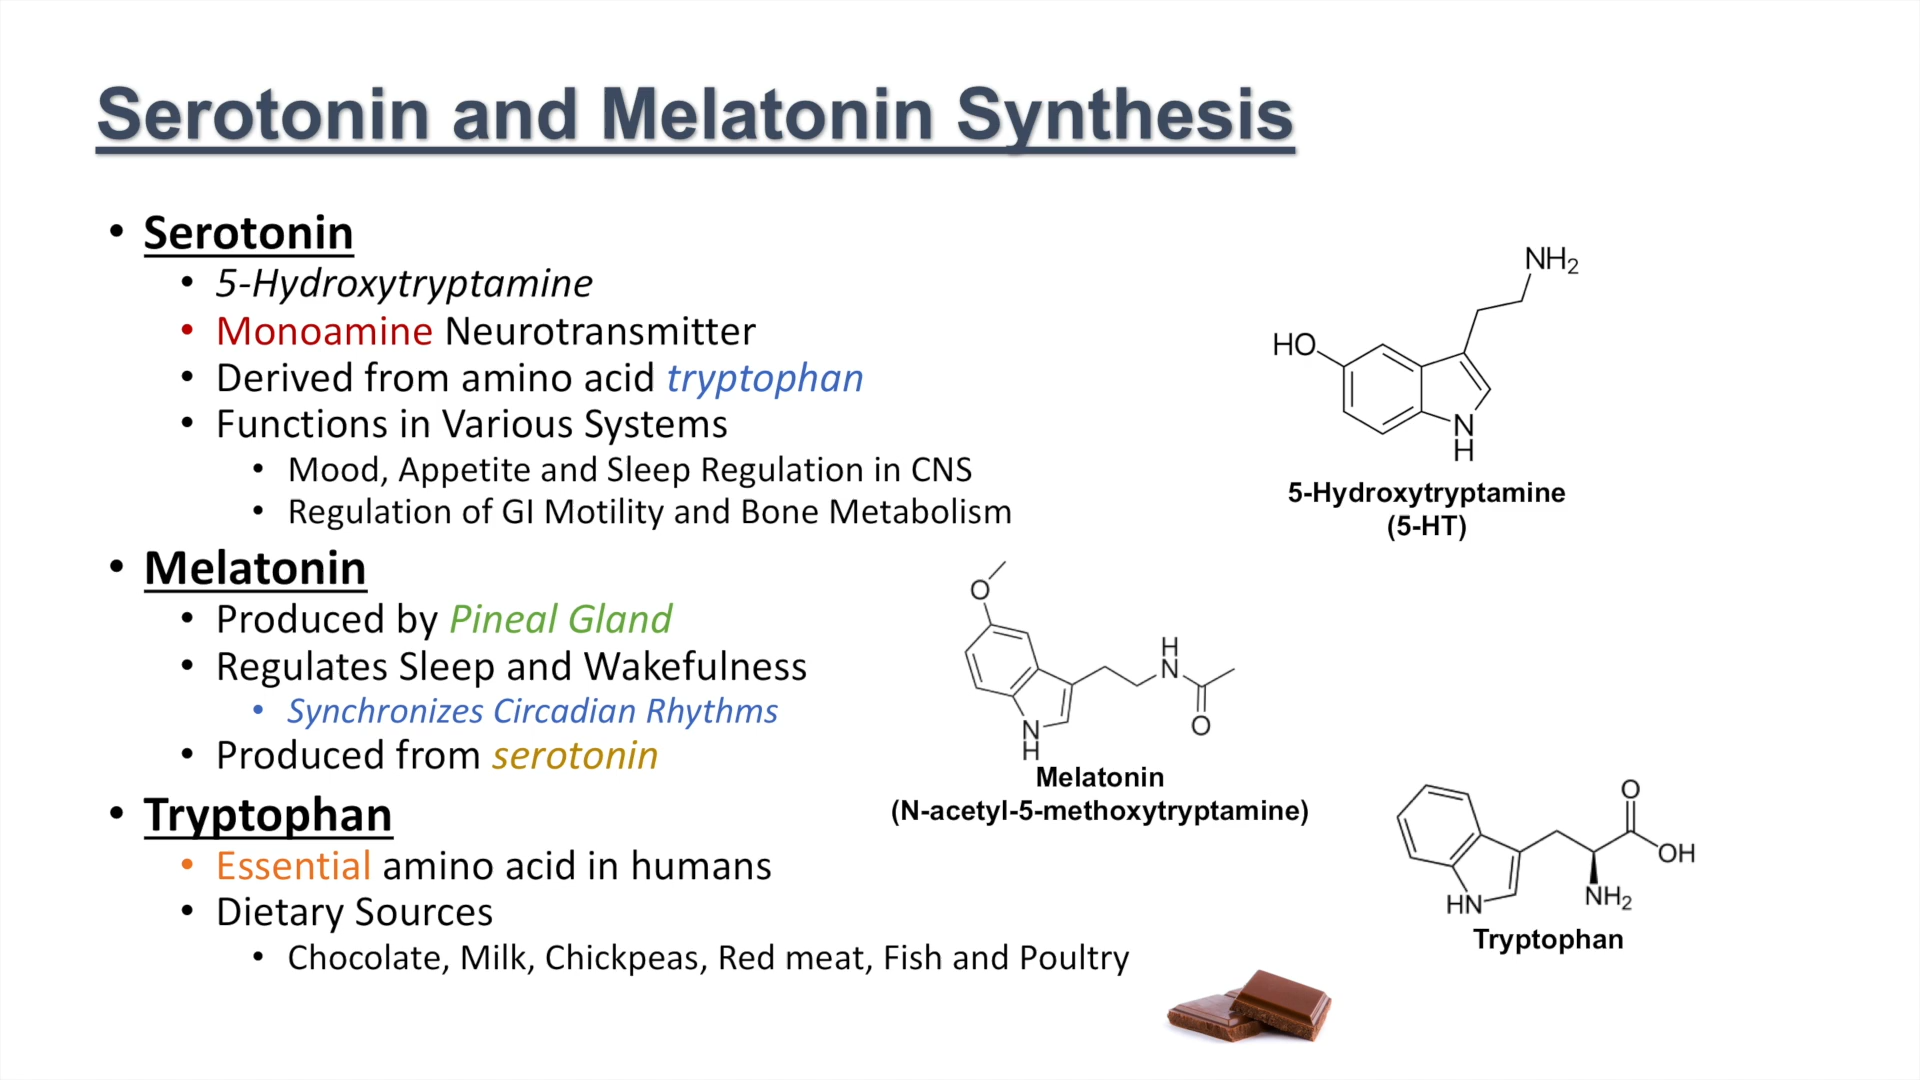 Serotonin and Melatonin Synthesis
• Serotonin
• 5-Hydroxytryptamine
• Monoamine Neurotransmitter
• Derived from amino acid tryptophan
• Functions in Various Systems
• Mood, Appetite and Sleep Regulation in CNS
• Regulation of GI Motility and Bone Metabolism
NH2
HO
N
H
5-Hydroxytryptamine
(5-HT)
• Melatonin
• Produced by Pineal Gland
• Regulates Sleep and Wakefulness
• Synchronizes Circadian Rhythms
• Produced from serotonin
O
H
N
O
N
H
Melatonin
(N-acetyl-5-methoxytryptamine)
• Tryptophan
• Essential amino acid in humans
• Dietary Sources
• Chocolate, Milk, Chickpeas, Red meat, Fish and Poultry
O
OH
NH2
HN
Tryptophan